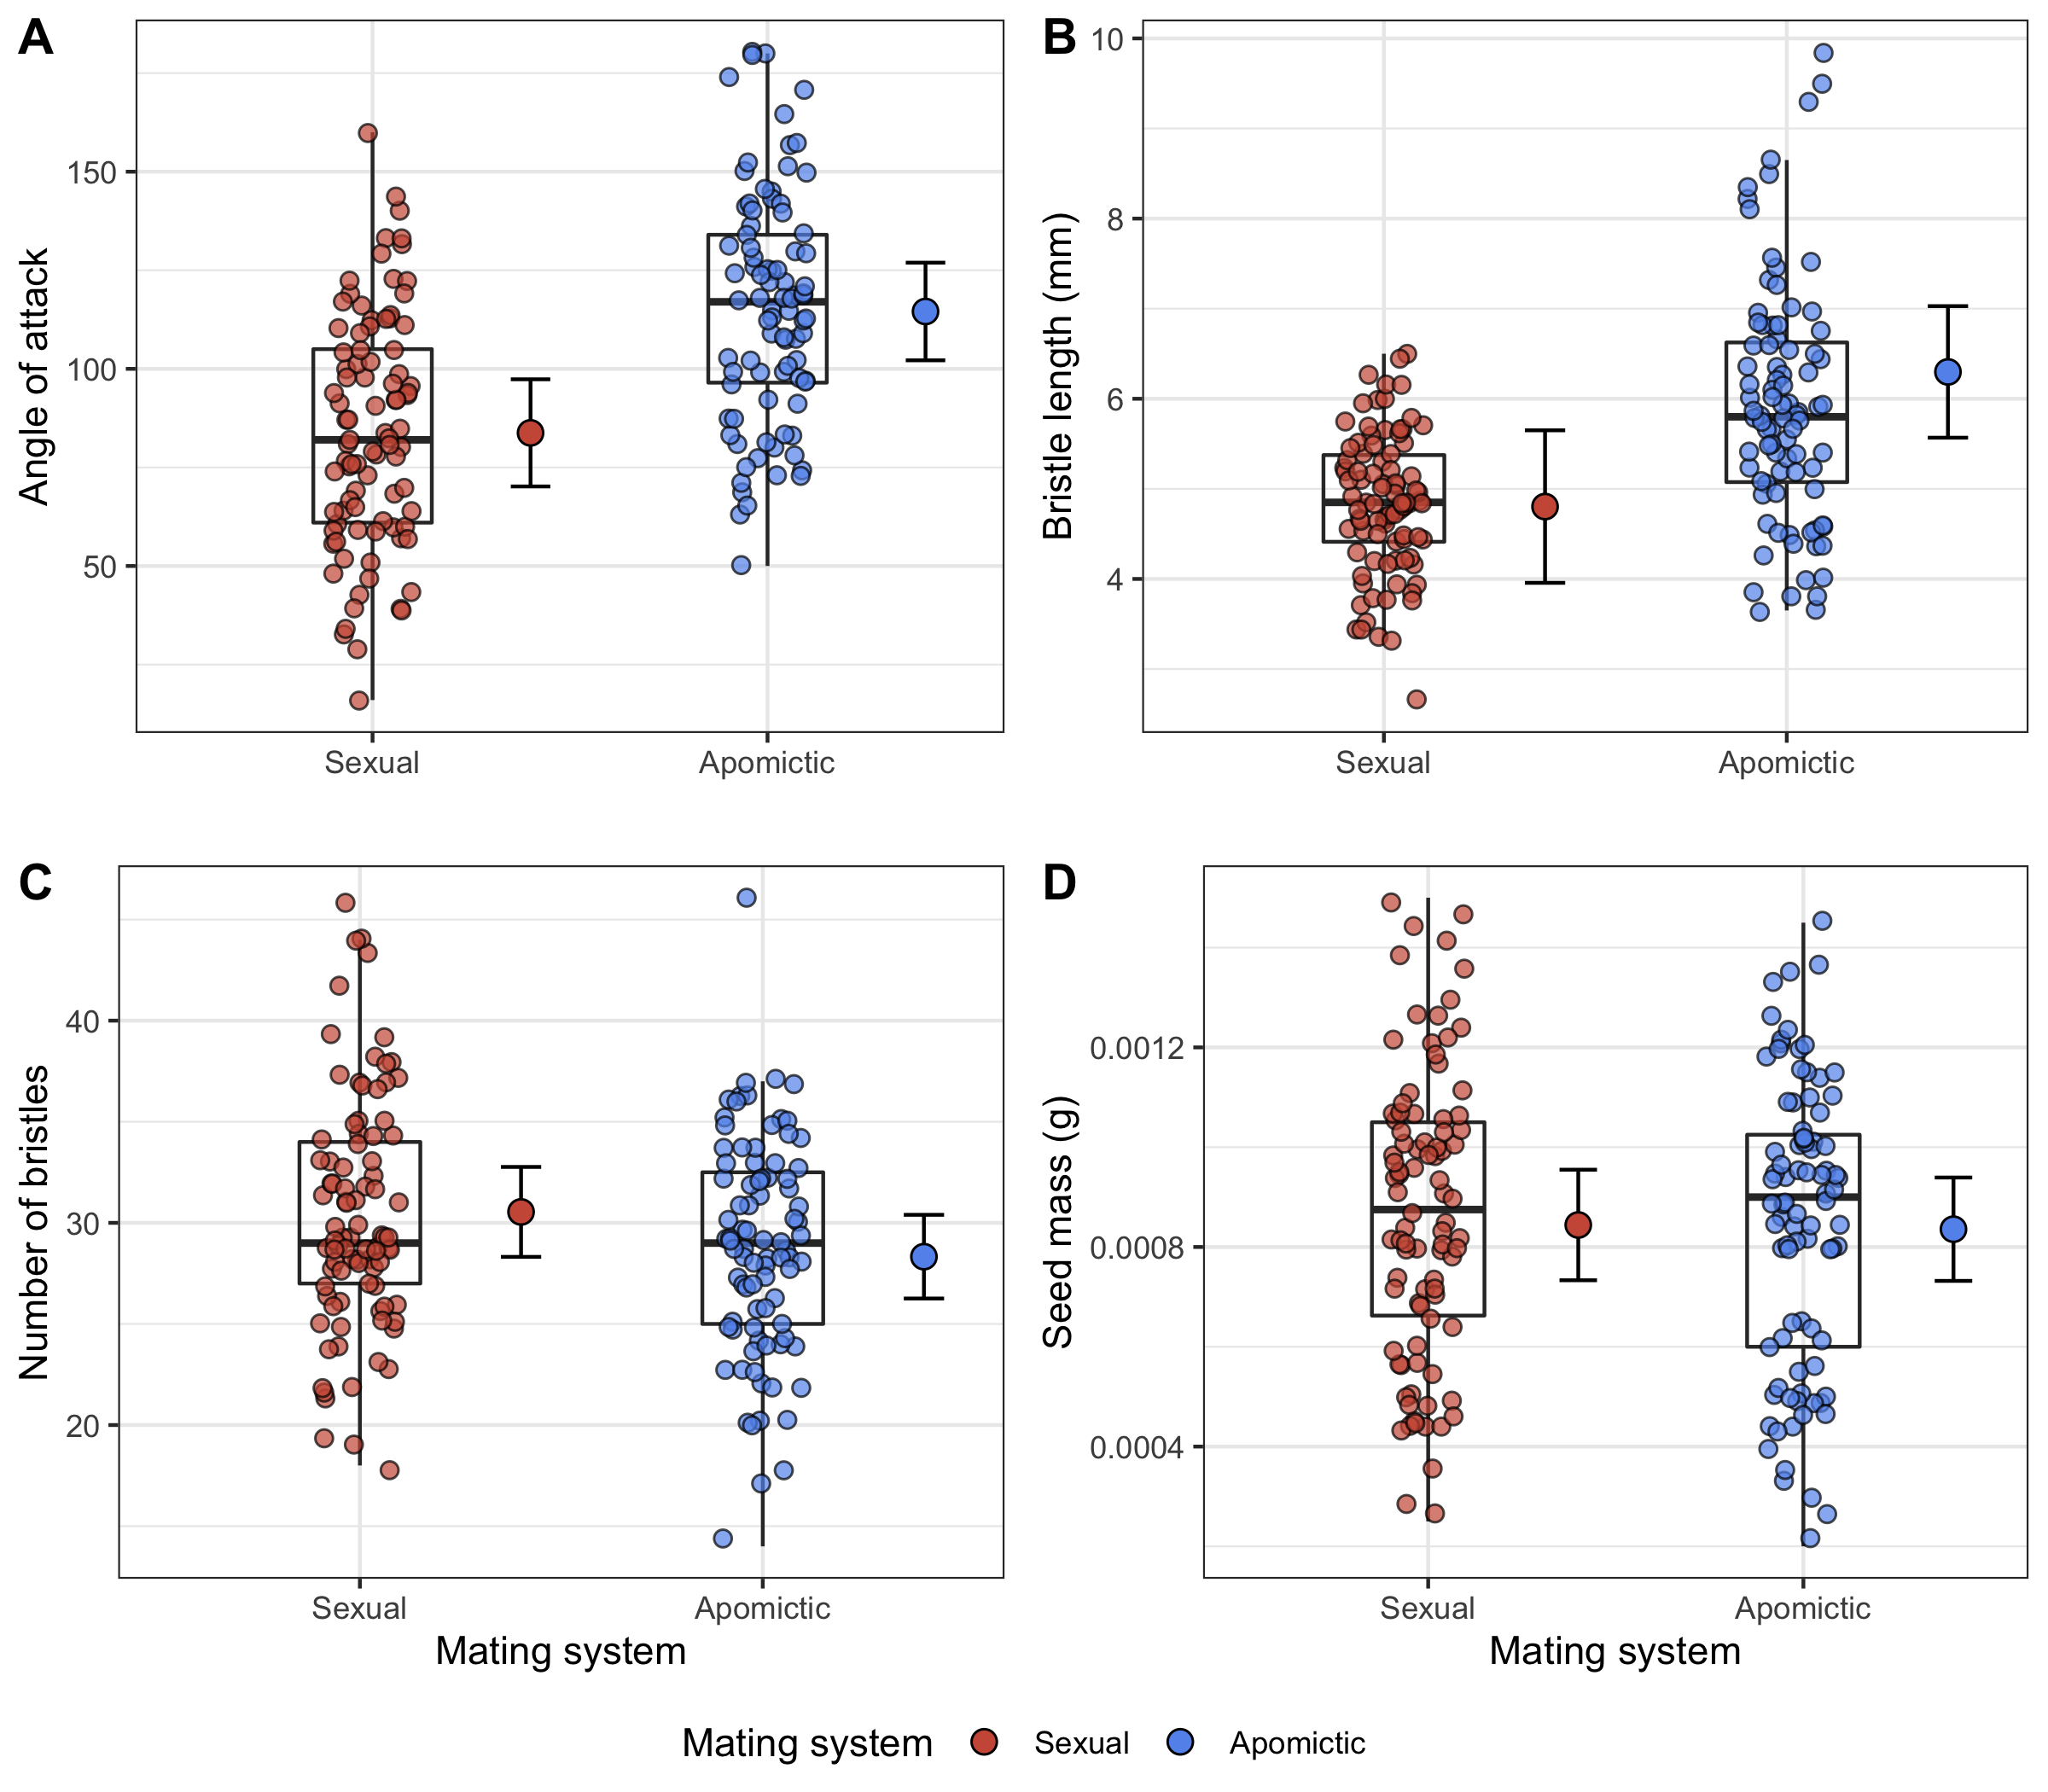 A
Angle of attack
150
100
50
Sexual Apomictic
B
Bristle length (mm)
10
8
6
4
Sexual Apomictic
C
Number of bristles
40
30
20
Sexual Apomictic
Mating system
D
Seed mass (g)
0.0012
0.0008
0.0004
Sexual Apomictic
Mating system
Mating system Sexual Apomictic